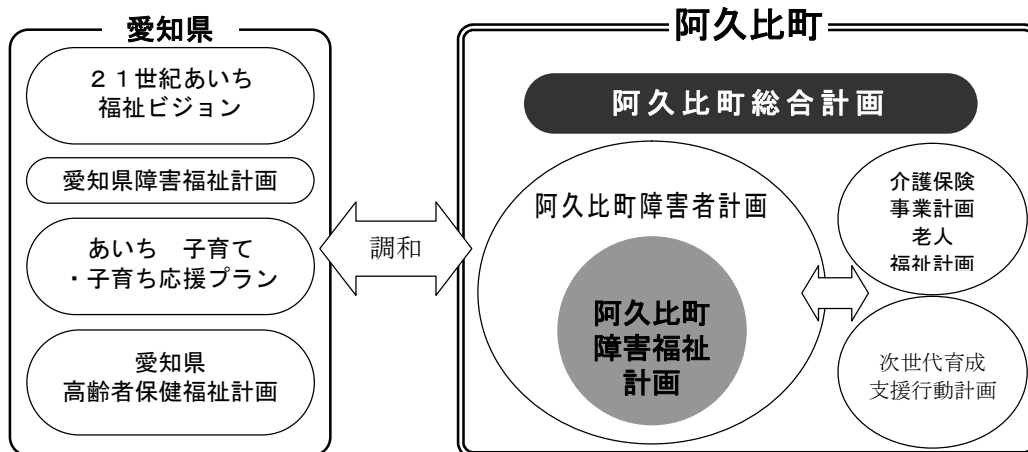 愛知県
２１世紀あいち
福祉ビジョン
愛知県障害福祉計画
あいち　子育て
・子育ち応援プラン
愛知県
高齢者保健福祉計画
調和
阿久比町
阿久比町総合計画
阿久比町障害者計画
阿久比町
障害福祉
計画
介護保険
事業計画
老人
福祉計画
次世代育成
支援行動計画